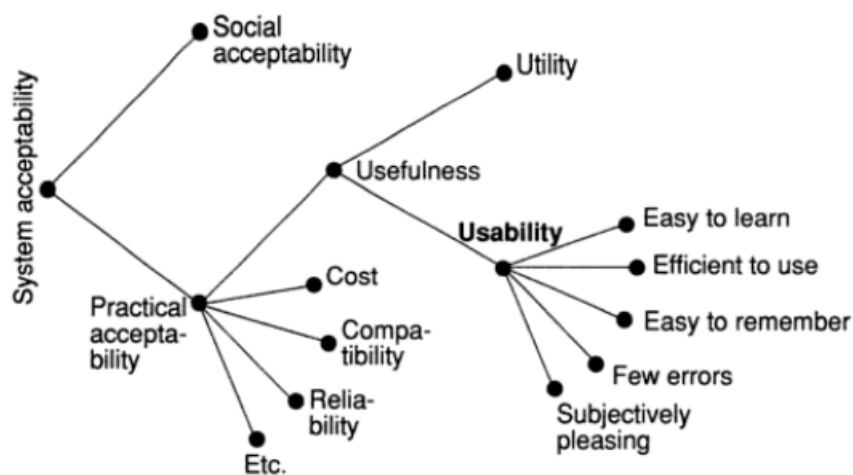 System acceptability
Social
acceptability
Utility
Usefulness
Usability
Easy to learn
Efficient to use
Easy to remember
Few errors
Subjectively
pleasing
Practical
accepta-
bility
Cost
Compa-
tibility
Relia-
bility
Etc.